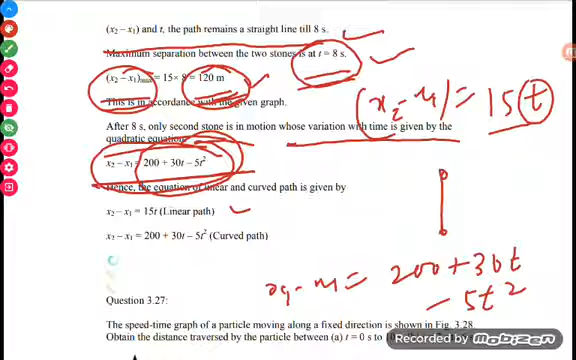 (x₂ − x₁) and t, the path remains a straight line till 8 s.
Maximum separation between the two stones is at t = 8 s.
(x₂ − x₁)max = 15× 8 = 120 m
This is in accordance with the given graph.
(x₂ − x₁) = 15 t
After 8 s, only second stone is in motion whose variation with time is given by the
quadratic equation:
x₂ − x₁ = 200 + 30t − 5t²
Hence, the equation of linear and curved path is given by
x₂ − x₁ = 15t (Linear path)
x₂ − x₁ = 200 + 30t − 5t² (Curved path)
= 200 + 30t
− 5t²
Question 3.27:
RECORDED WITH
mobizen
The speed-time graph of a particle moving along a fixed direction is shown in Fig. 3.28.
Obtain the distance traversed by the particle between (a) t = 0 s to